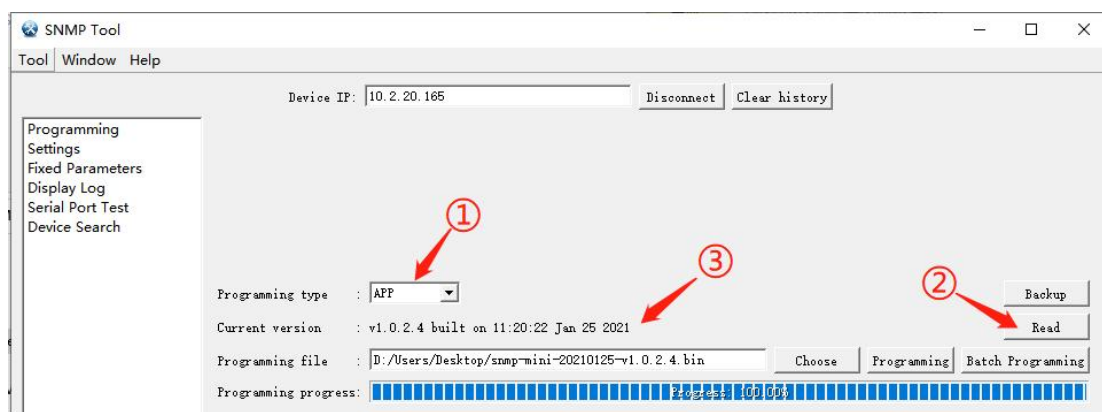 SNMP Tool
Tool Window Help
Device IP: 10.2.20.165 Disconnect Clear history
Programming
Settings
Fixed Parameters
Display Log
Serial Port Test
Device Search
①
③
②
Programming type : APP Backup
Current version : v1.0.2.4 built on 11:20:22 Jan 25 2021 Read
Programming file : D:/Users/Desktop/snmp-mini-20210125-v1.0.2.4.bin Choose Programming Batch Programming
Programming progress: Progress: 100.00%